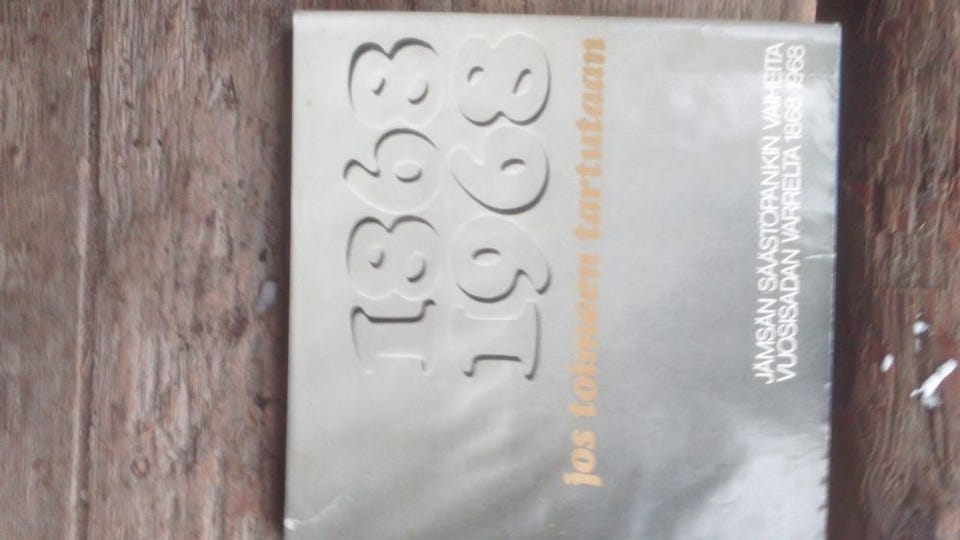 1868
1968
jos toimeen tartutaan
JÄMSÄN SÄÄSTÖPANKIN VAIHEITA
VUOSISADAN VARRELTA 1868-1968